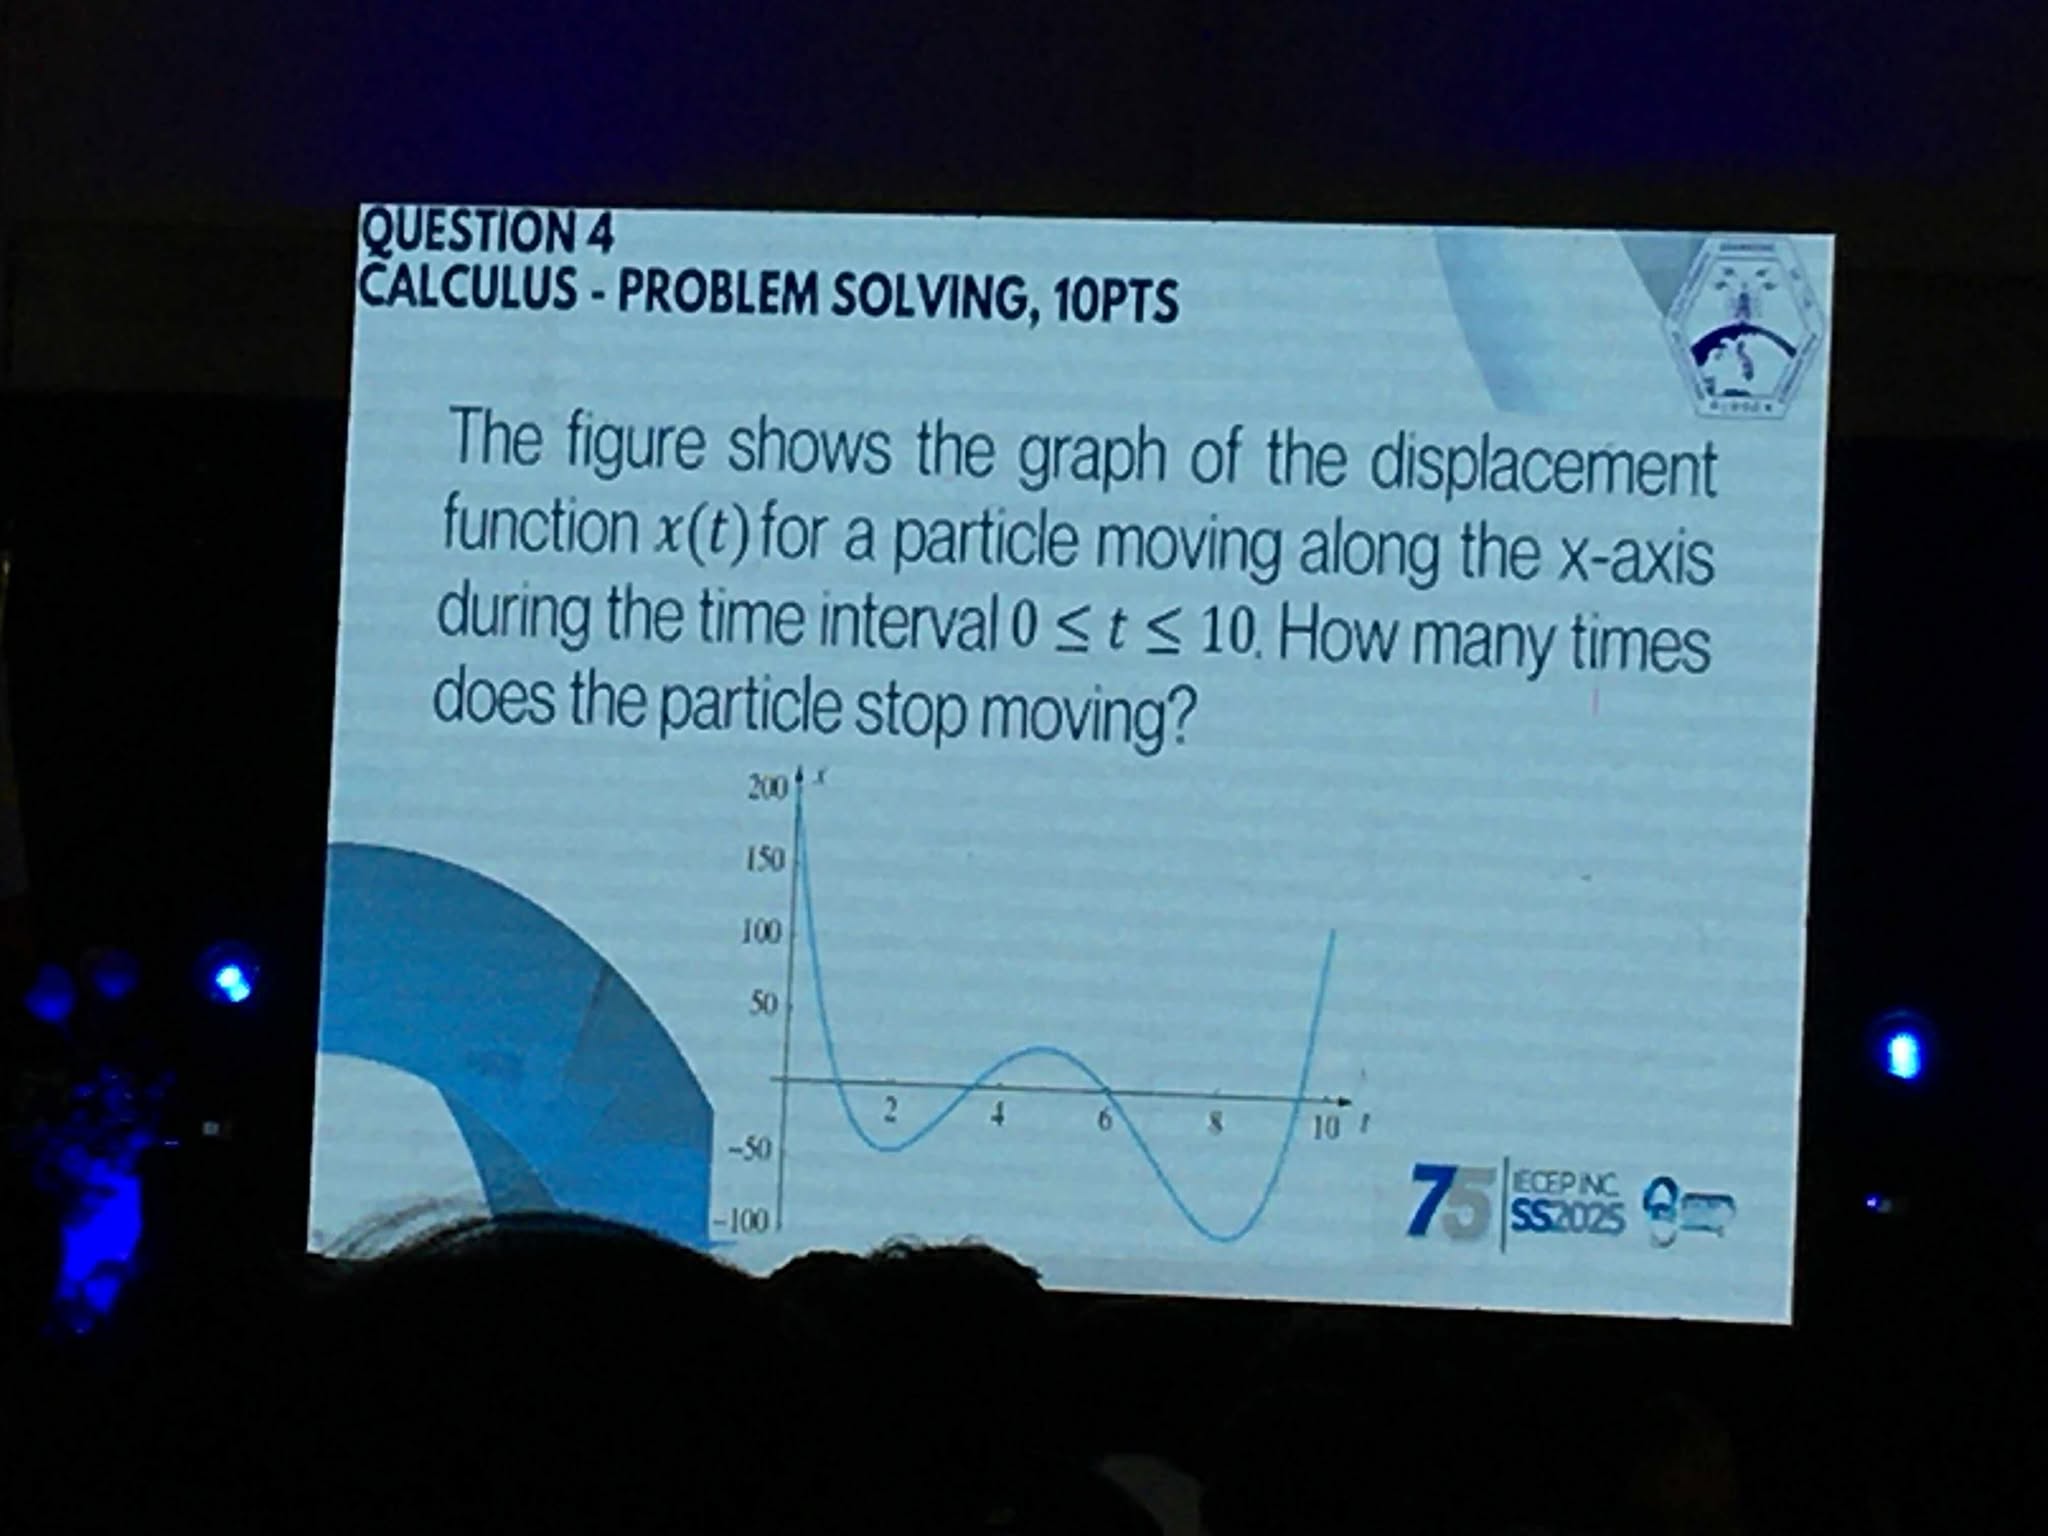 QUESTION 4
CALCULUS - PROBLEM SOLVING, 10PTS
The figure shows the graph of the displacement
function x(t) for a particle moving along the x-axis
during the time interval 0 ≤ t ≤ 10. How many times
does the particle stop moving?
200 x
150
100
50
2 4 6 8 10 t
-50
-100
75 IECEP INC.
SS2025